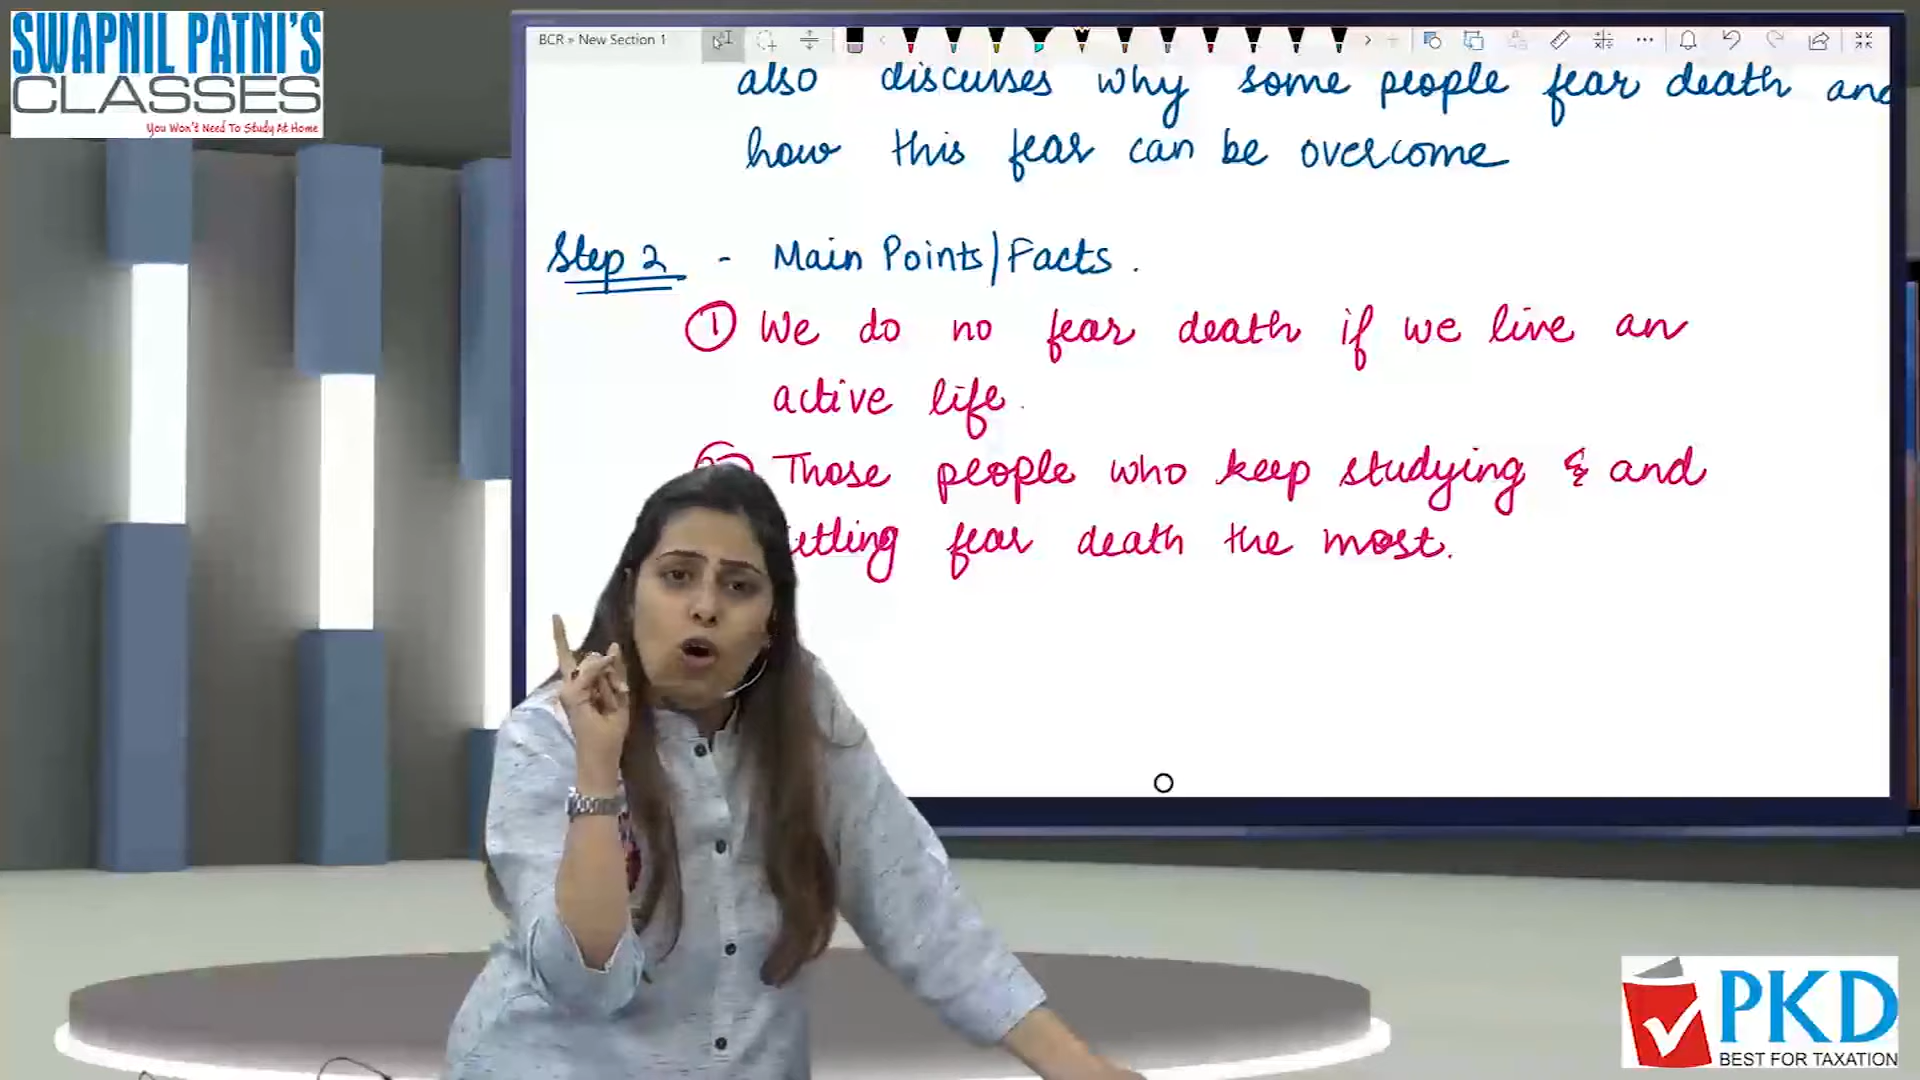 SWAPNIL PATNI'S
CLASSES
You Won't Need To Study At Home
BCR » New Section 1
also discusses why some people fear death and
how this fear can be overcome
Step 2 - Main Points/Facts.
① We do no fear death if we live an
active life.
Those people who keep studying & and
fear death the most.
PKD
BEST FOR TAXATION